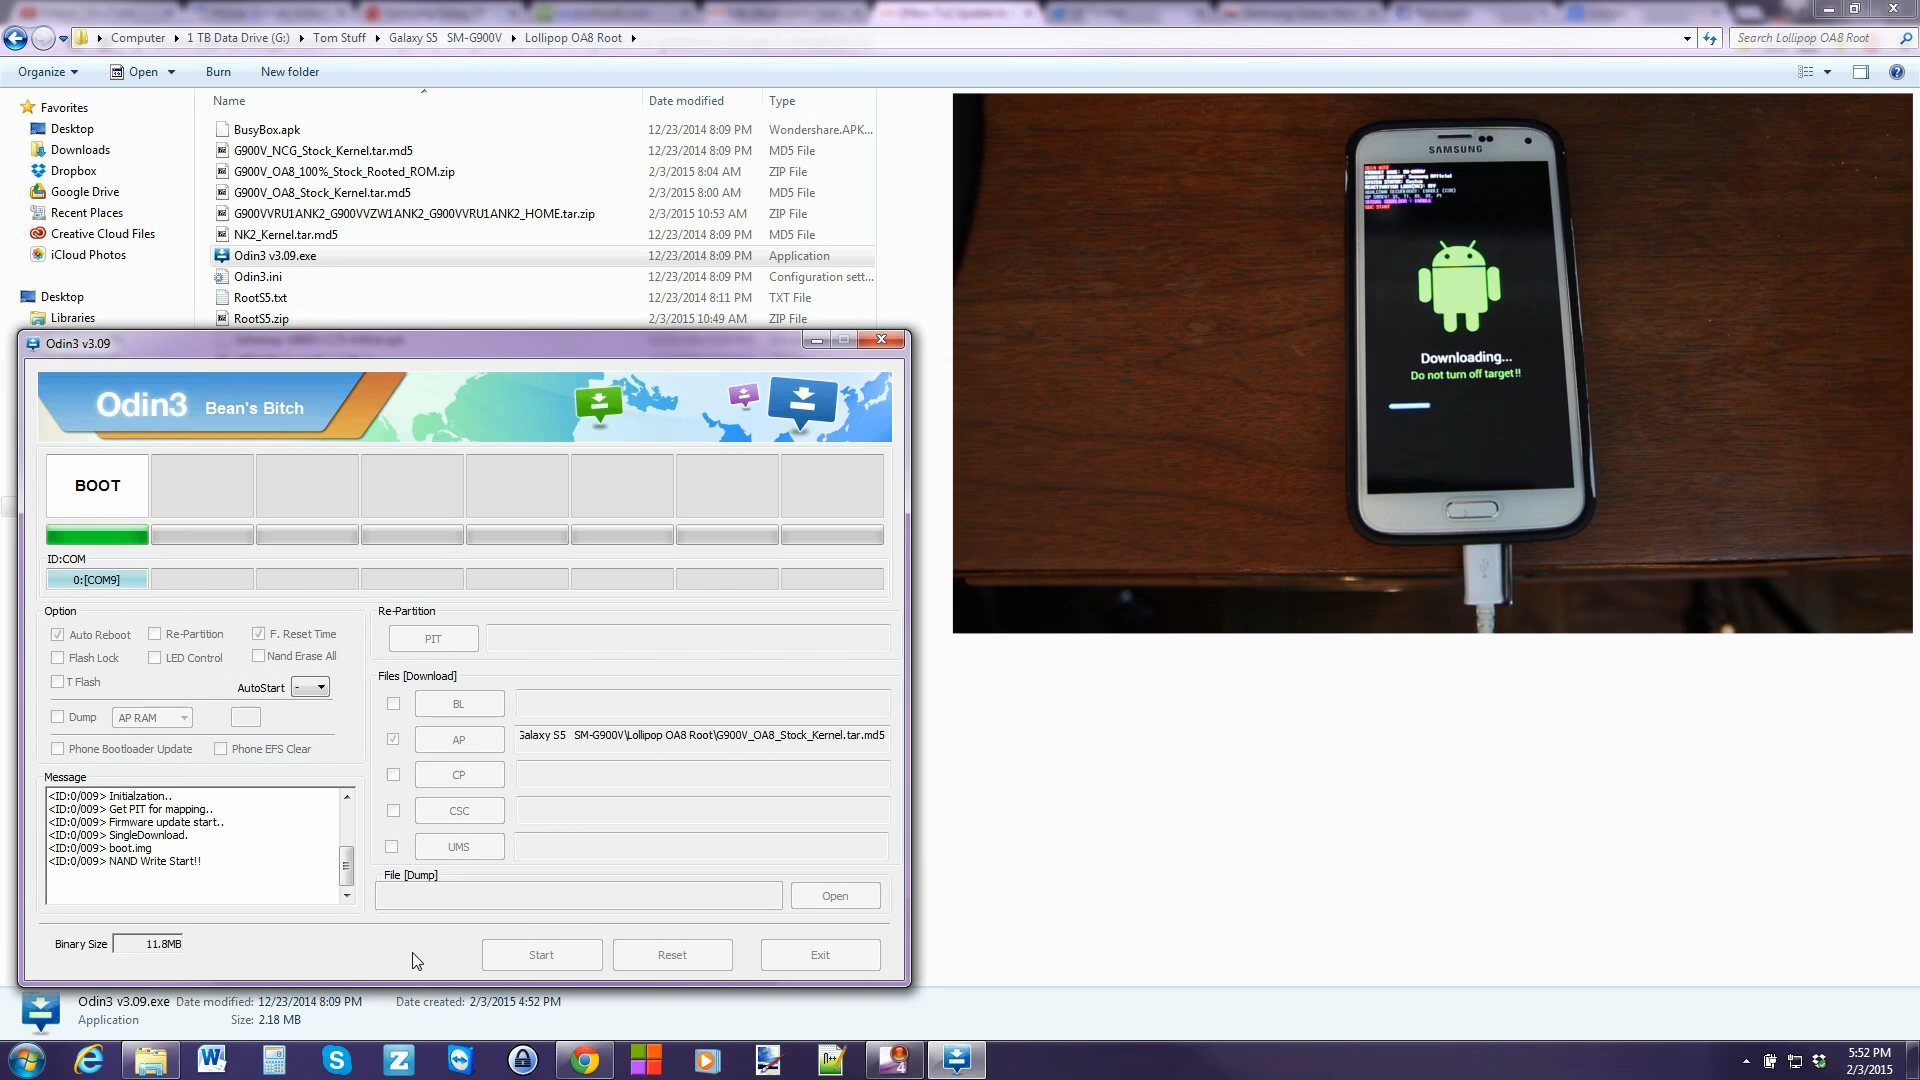 Computer ▸ 1 TB Data Drive (G:) ▸ Tom Stuff ▸ Galaxy S5 SM-G900V ▸ Lollipop OA8 Root ▸
Search Lollipop OA8 Root
Organize Open Burn New folder
Name Date modified Type
Favorites
Desktop
Downloads
Dropbox
Google Drive
Recent Places
Creative Cloud Files
iCloud Photos
Desktop
Libraries
BusyBox.apk 12/23/2014 8:09 PM Wondershare.APK...
G900V_NCG_Stock_Kernel.tar.md5 12/23/2014 8:09 PM MD5 File
G900V_OA8_100%_Stock_Rooted_ROM.zip 2/3/2015 8:04 AM ZIP File
G900V_OA8_Stock_Kernel.tar.md5 2/3/2015 8:00 AM MD5 File
G900VVRU1ANK2_G900VVZW1ANK2_G900VVRU1ANK2_HOME.tar.zip 2/3/2015 10:53 AM ZIP File
NK2_Kernel.tar.md5 12/23/2014 8:09 PM MD5 File
Odin3 v3.09.exe 12/23/2014 8:09 PM Application
Odin3.ini 12/23/2014 8:09 PM Configuration sett...
RootS5.txt 12/23/2014 8:11 PM TXT File
RootS5.zip 2/3/2015 10:49 AM ZIP File
Odin3 v3.09
Odin3 Bean's Bitch
BOOT
ID:COM
0:[COM9]
Option
Auto Reboot Re-Partition F. Reset Time
Flash Lock LED Control Nand Erase All
T Flash
AutoStart -
Dump AP RAM
Phone Bootloader Update Phone EFS Clear
Message
<ID:0/009> Initialzation..
<ID:0/009> Get PIT for mapping..
<ID:0/009> Firmware update start..
<ID:0/009> SingleDownload.
<ID:0/009> boot.img
<ID:0/009> NAND Write Start!!
Re-Partition
PIT
Files [Download]
BL
AP Galaxy S5 SM-G900V\Lollipop OA8 Root\G900V_OA8_Stock_Kernel.tar.md5
CP
CSC
UMS
File [Dump]
Open
Binary Size 11.8MB
Start Reset Exit
SAMSUNG
Downloading...
Do not turn off target!!
Odin3 v3.09.exe Date modified: 12/23/2014 8:09 PM Date created: 2/3/2015 4:52 PM
Application Size: 2.18 MB
5:52 PM
2/3/2015